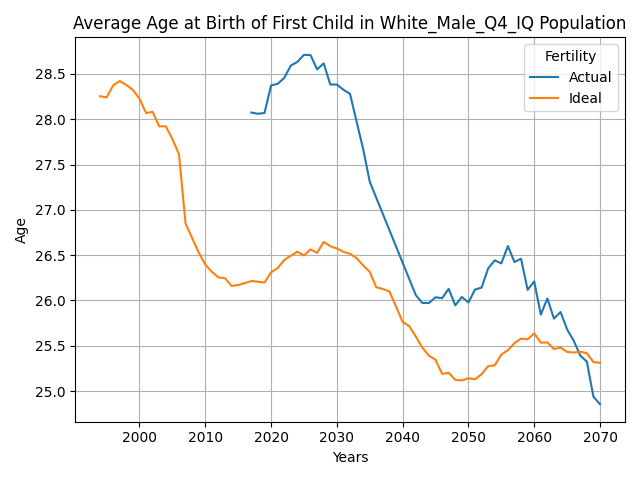 Average Age at Birth of First Child in White_Male_Q4_IQ Population
Fertility
Actual
Ideal
Age
28.5
28.0
27.5
27.0
26.5
26.0
25.5
25.0
2000 2010 2020 2030 2040 2050 2060 2070
Years